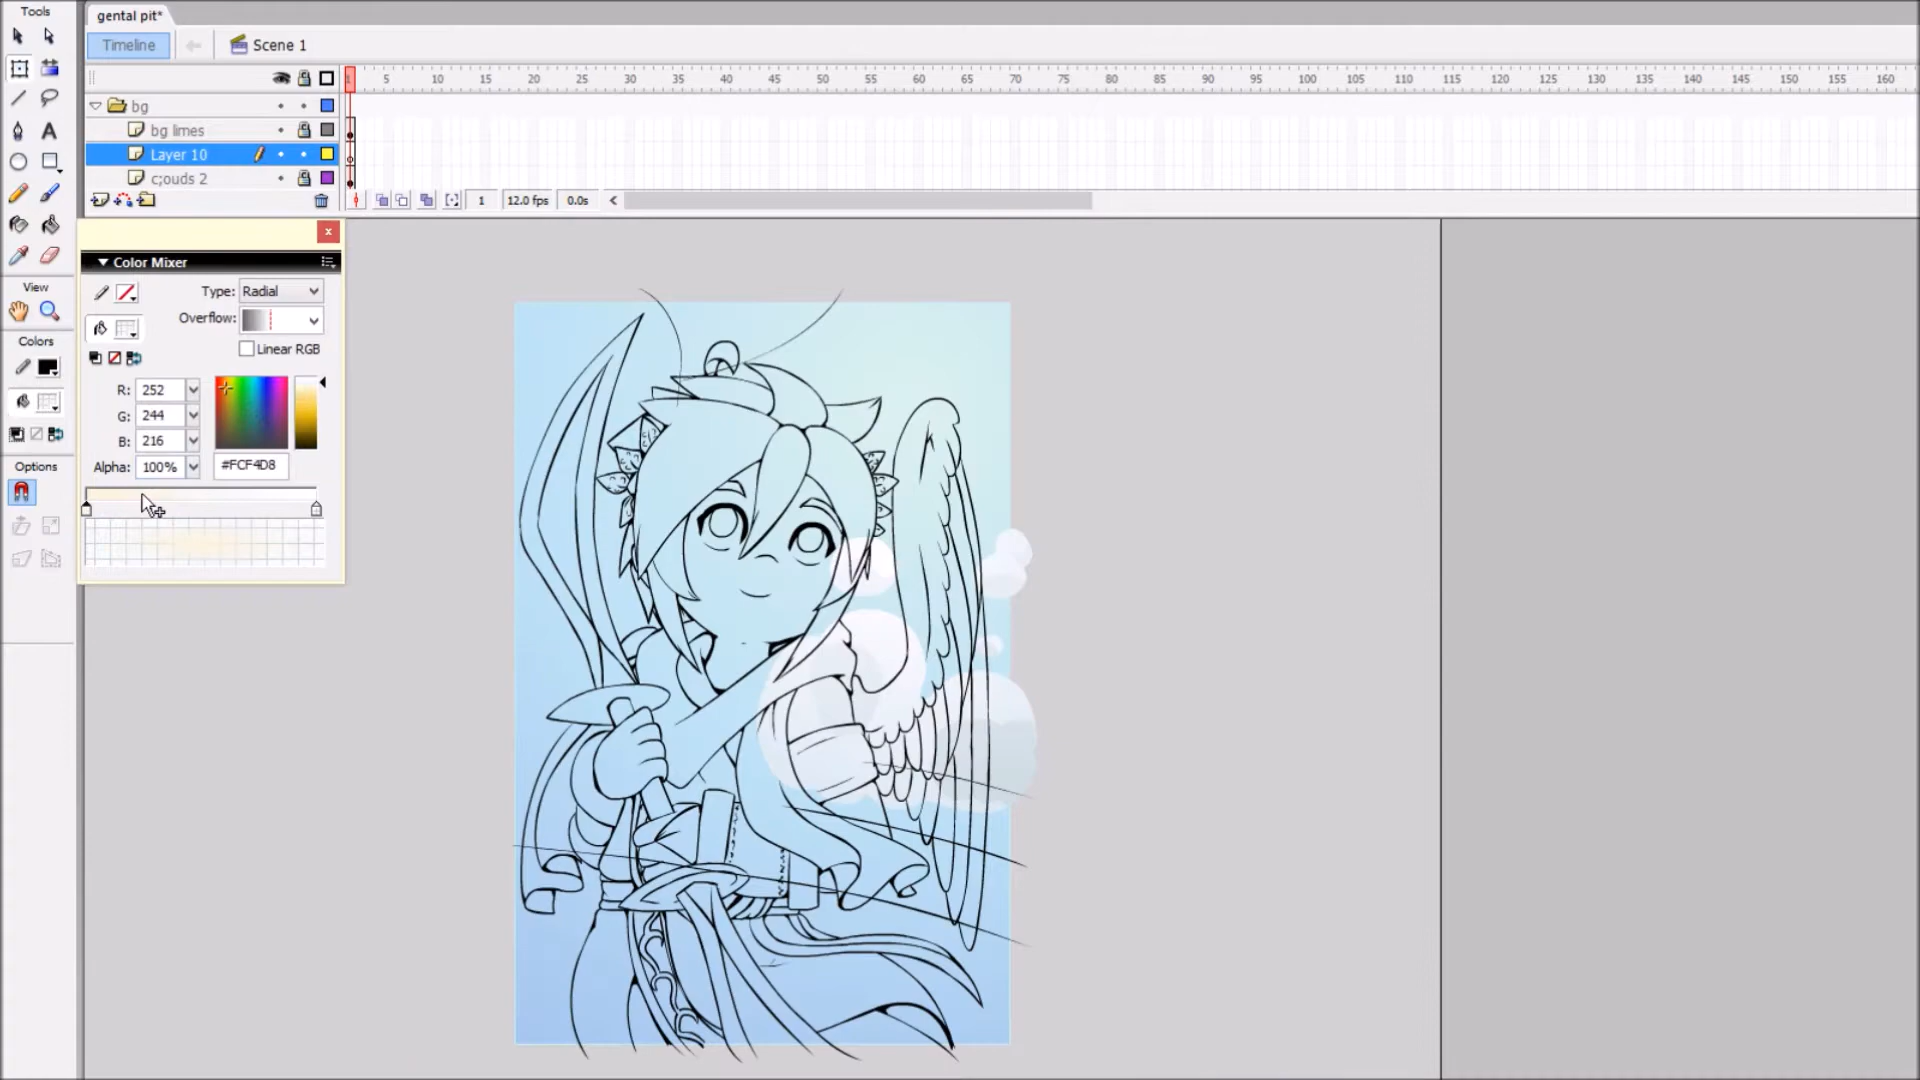 Tools
gental pit*
Timeline
Scene 1
1 5 10 15 20 25 30 35 40 45 50 55 60 65 70 75 80 85 90 95 100 105 110 115 120 125 130 135 140 145 150 155 160
bg
bg limes
Layer 10
c;ouds 2
1 12.0 fps 0.0s
A
View
Colors
Options
Color Mixer
Type: Radial
Overflow:
Linear RGB
R: 252
G: 244
B: 216
Alpha: 100% #FCF4D8